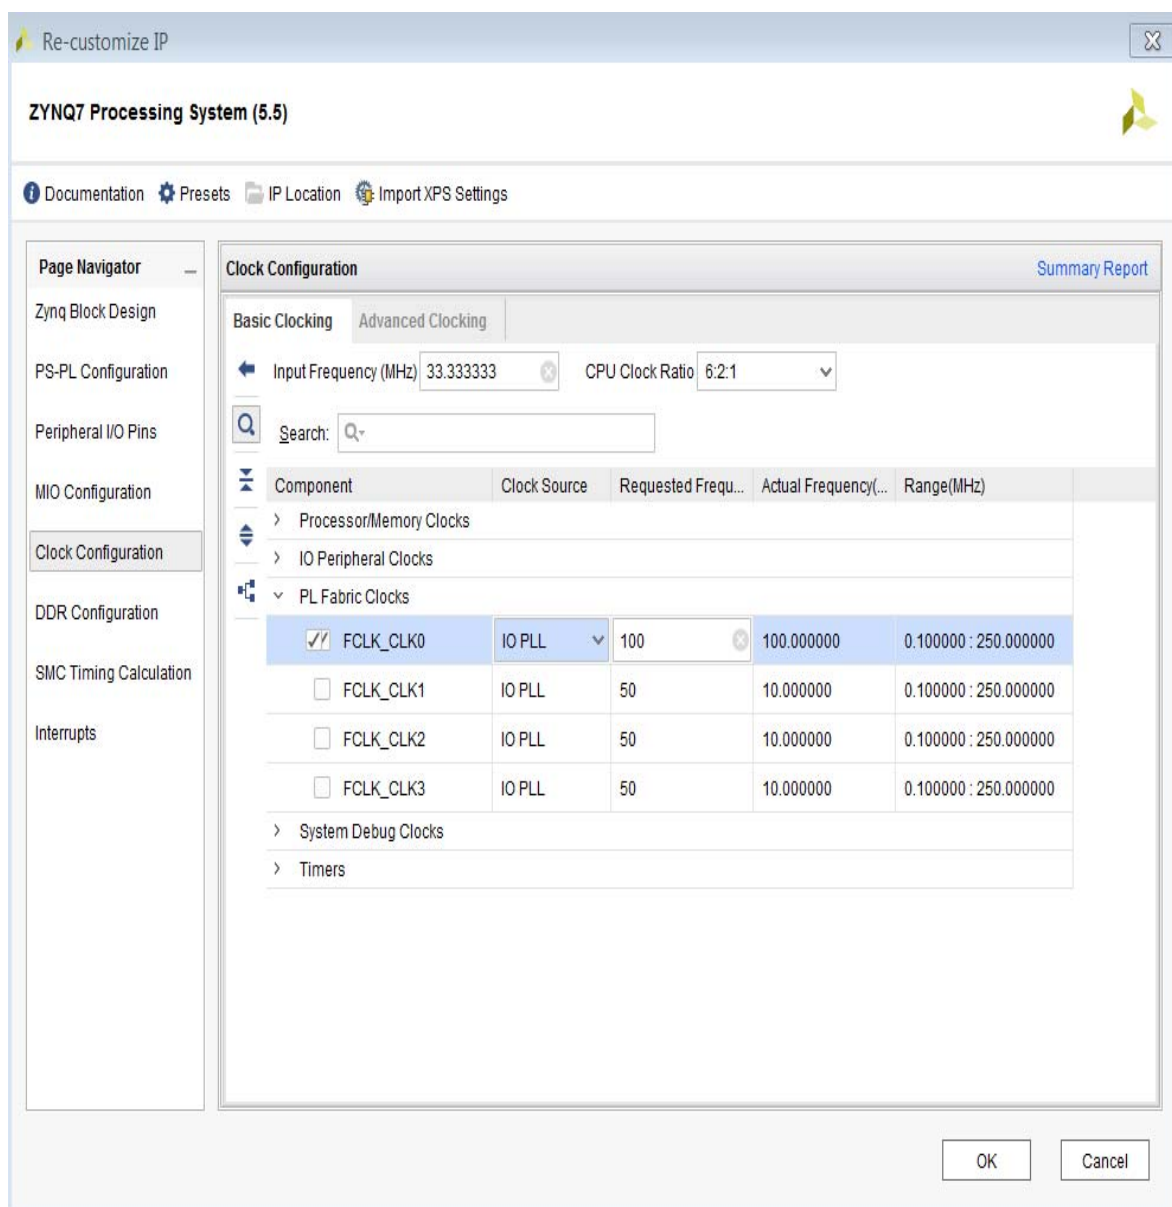 Re-customize IP
ZYNQ7 Processing System (5.5)
Documentation Presets IP Location Import XPS Settings
Page Navigator
Zynq Block Design
PS-PL Configuration
Peripheral I/O Pins
MIO Configuration
Clock Configuration
DDR Configuration
SMC Timing Calculation
Interrupts
Clock Configuration Summary Report
Basic Clocking Advanced Clocking
Input Frequency (MHz) 33.333333 CPU Clock Ratio 6:2:1
Search:
Component Clock Source Requested Frequ... Actual Frequency(... Range(MHz)
Processor/Memory Clocks
IO Peripheral Clocks
PL Fabric Clocks
FCLK_CLK0 IO PLL 100 100.000000 0.100000 : 250.000000
FCLK_CLK1 IO PLL 50 10.000000 0.100000 : 250.000000
FCLK_CLK2 IO PLL 50 10.000000 0.100000 : 250.000000
FCLK_CLK3 IO PLL 50 10.000000 0.100000 : 250.000000
System Debug Clocks
Timers
OK Cancel